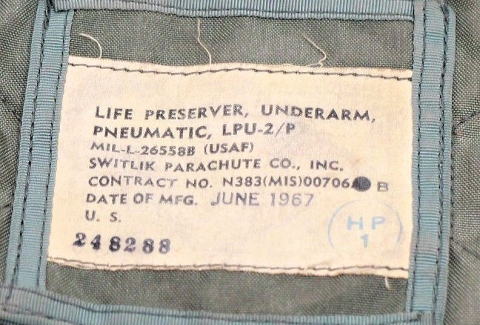 LIFE PRESERVER, UNDERARM,
PNEUMATIC, LPU-2/P
MIL-L-26558B (USAF)
SWITLIK PARACHUTE CO., INC.
CONTRACT NO. N383(MIS)00706 B
DATE OF MFG. JUNE 1967
U. S.
248288
HP
1